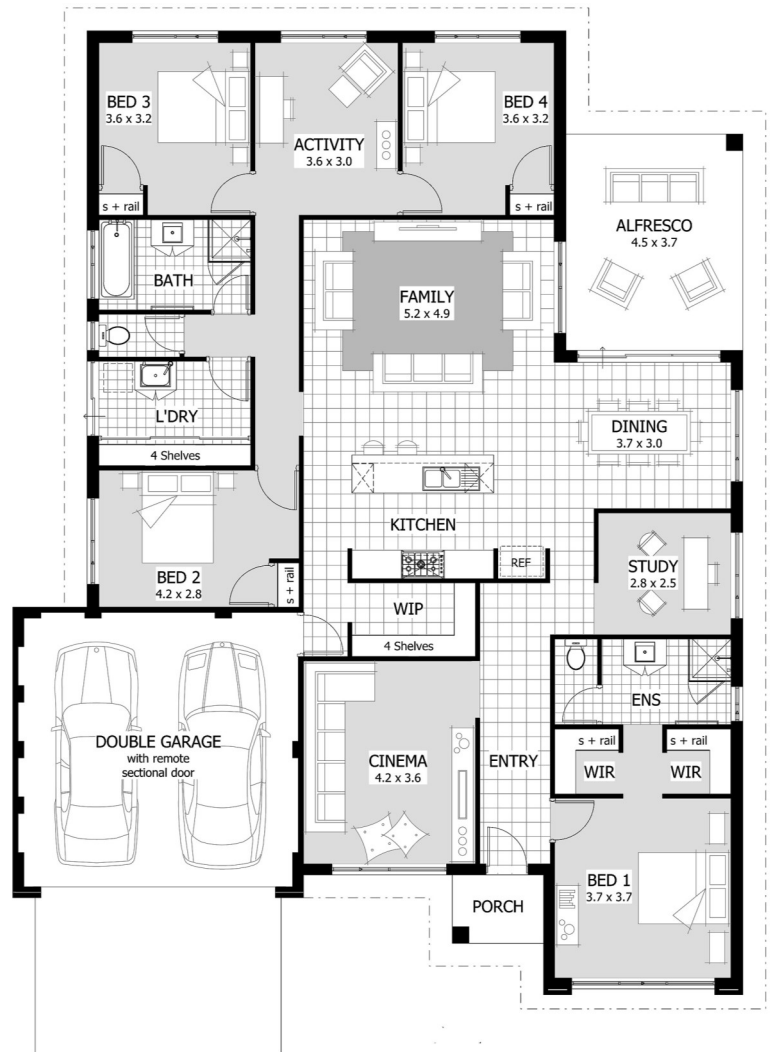 BED 3
3.6 x 3.2
ACTIVITY
3.6 x 3.0
BED 4
3.6 x 3.2
s + rail
s + rail
ALFRESCO
4.5 x 3.7
BATH
FAMILY
5.2 x 4.9
L'DRY
4 Shelves
DINING
3.7 x 3.0
KITCHEN
REF
BED 2
4.2 x 2.8
s + rail
STUDY
2.8 x 2.5
WIP
4 Shelves
ENS
DOUBLE GARAGE
with remote
sectional door
CINEMA
4.2 x 3.6
ENTRY
s + rail
s + rail
WIR
WIR
BED 1
3.7 x 3.7
PORCH